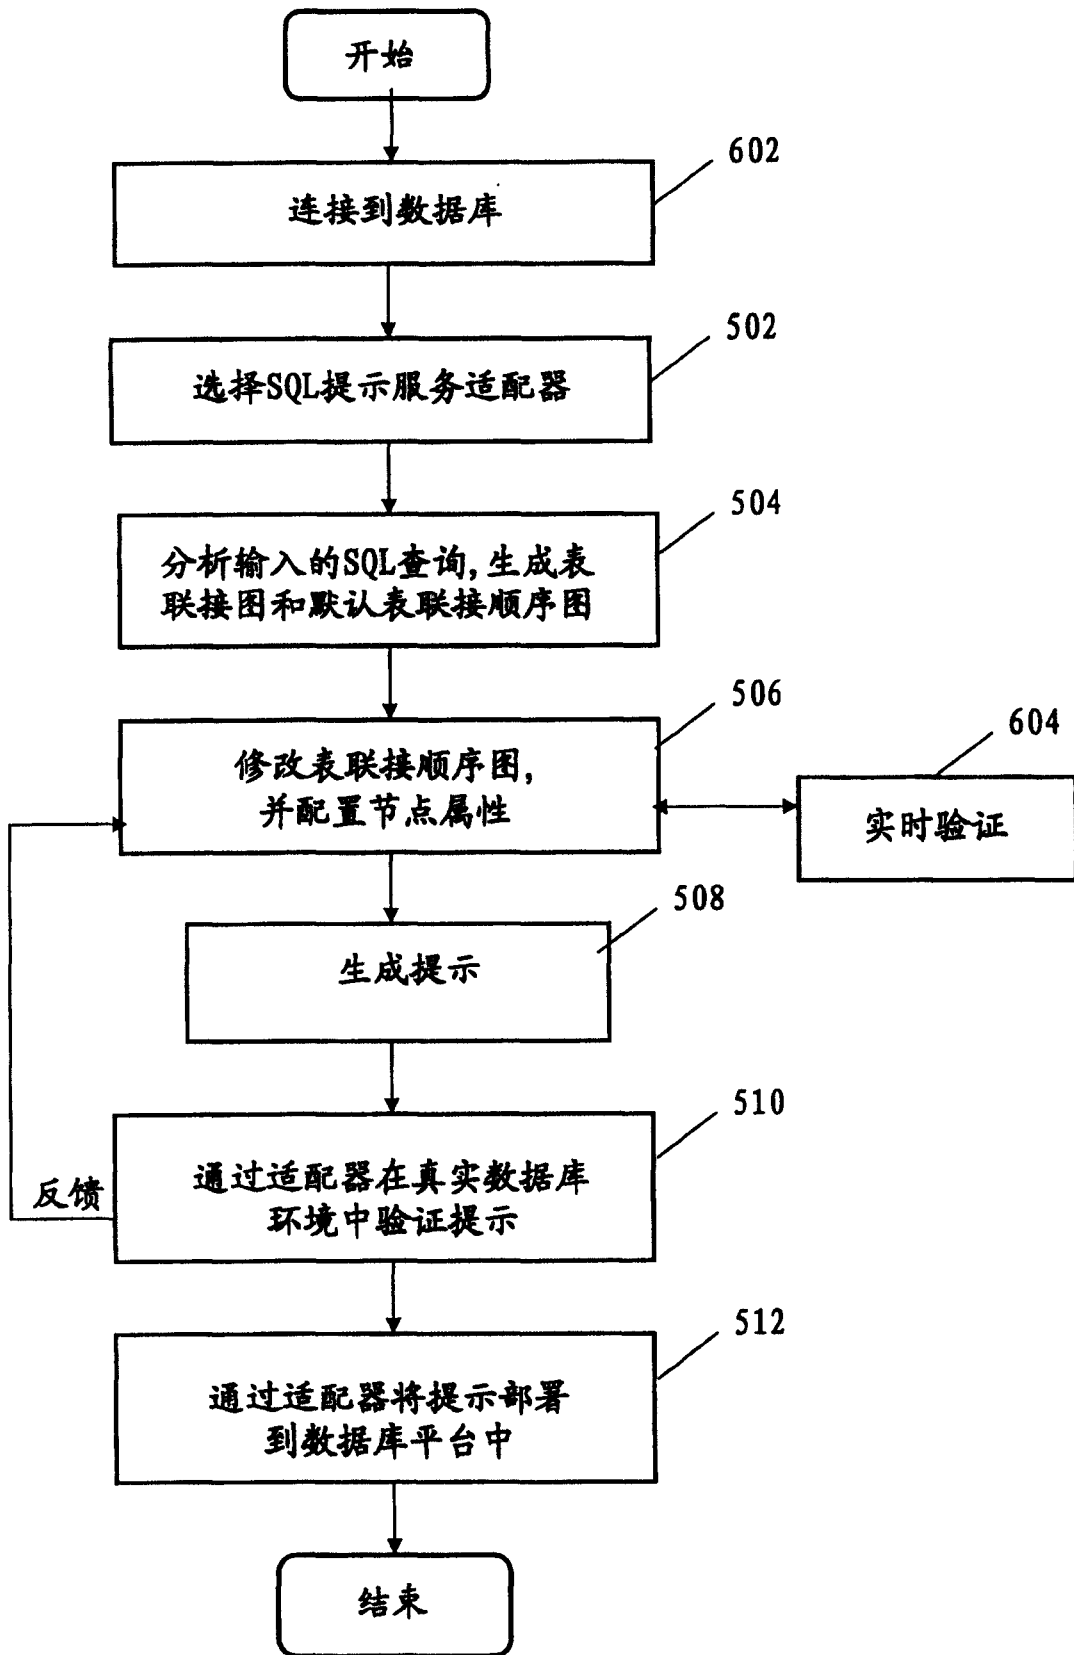 开始
602
连接到数据库
502
选择SQL提示服务适配器
504
分析输入的SQL查询,生成表
联接图和默认表联接顺序图
506
修改表联接顺序图,
并配置节点属性
604
实时验证
508
生成提示
510
通过适配器在真实数据库
环境中验证提示
反馈
512
通过适配器将提示部署
到数据库平台中
结束